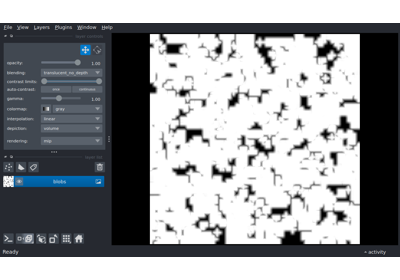 File View Layers Plugins Window Help
opacity: 1.00
blending: translucent_no_depth
contrast limits:
auto-contrast: once continuous
gamma: 1.00
colormap: gray
interpolation: linear
depiction: volume
rendering: mip
blobs
Ready
activity